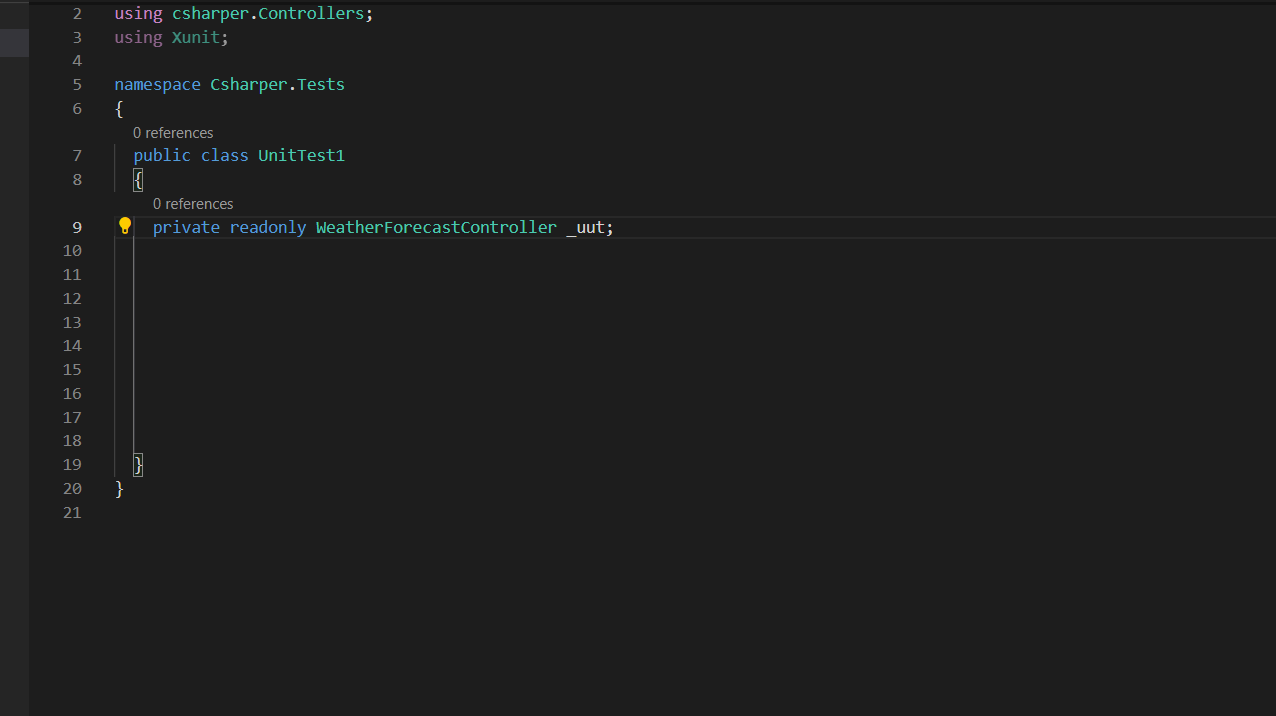 2 using csharper.Controllers;
3 using Xunit;
4
5 namespace Csharper.Tests
6 {
0 references
7 public class UnitTest1
8 {
0 references
9 private readonly WeatherForecastController _uut;
10
11
12
13
14
15
16
17
18
19 }
20 }
21